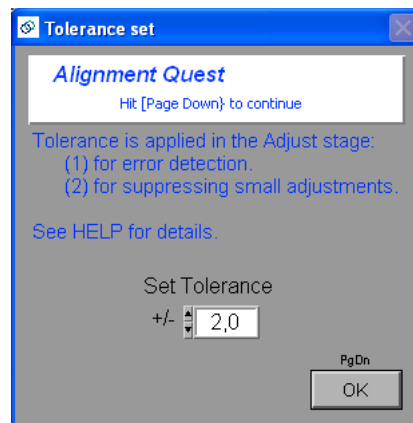 Tolerance set
Alignment Quest
Hit [Page Down} to continue
Tolerance is applied in the Adjust stage:
(1) for error detection.
(2) for suppressing small adjustments.
See HELP for details.
Set Tolerance
+/- 2,0
PgDn
OK